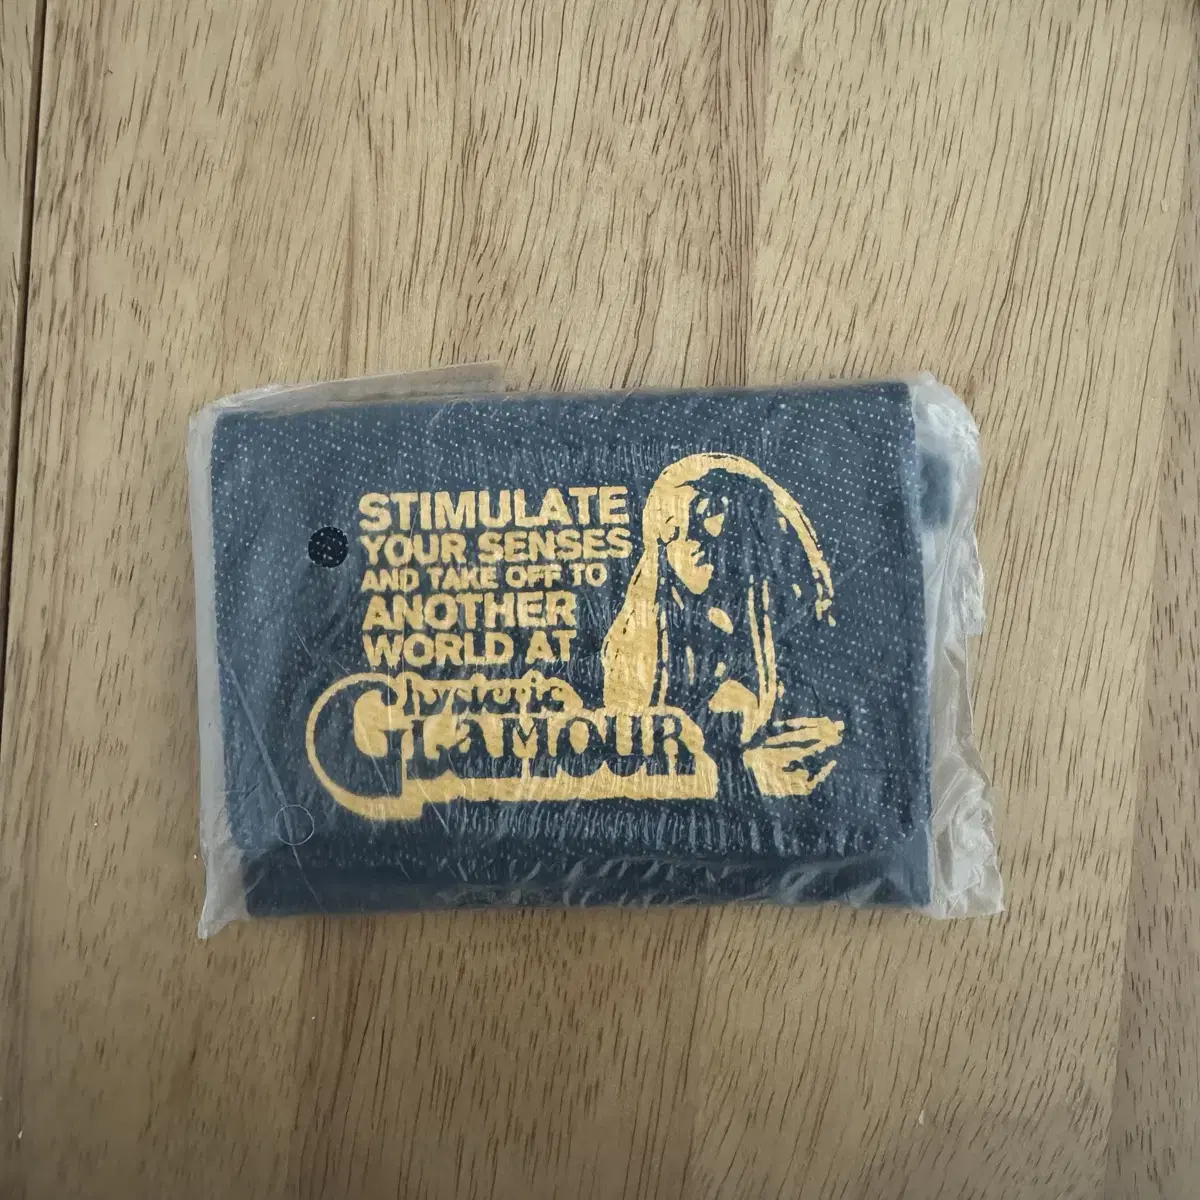 STIMULATE
YOUR SENSES
AND TAKE OFF TO
ANOTHER
WORLD AT
hysteric
GLAMOUR